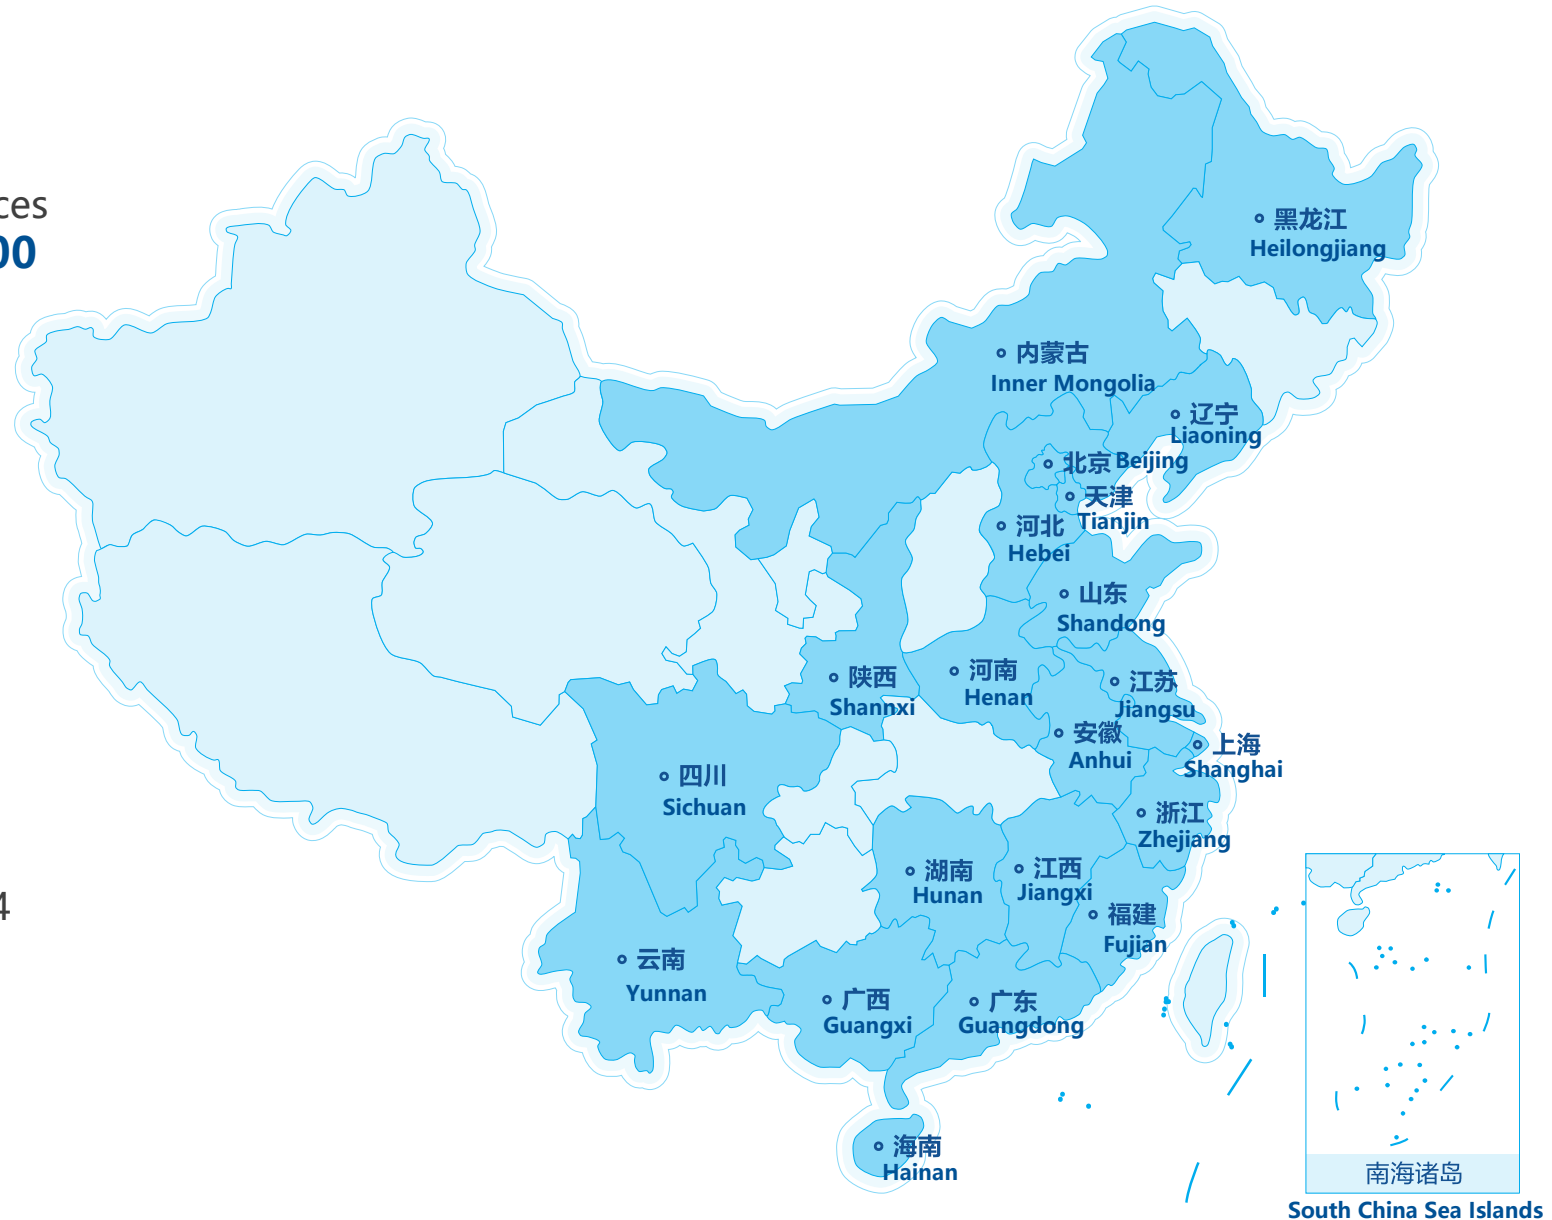 ces
00
4
黑龙江
Heilongjiang
内蒙古
Inner Mongolia
辽宁
Liaoning
北京 Beijing
天津
Tianjin
河北
Hebei
山东
Shandong
陕西
Shannxi
河南
Henan
江苏
Jiangsu
安徽
Anhui
上海
Shanghai
四川
Sichuan
浙江
Zhejiang
湖南
Hunan
江西
Jiangxi
福建
Fujian
云南
Yunnan
广西
Guangxi
广东
Guangdong
海南
Hainan
南海诸岛
South China Sea Islands